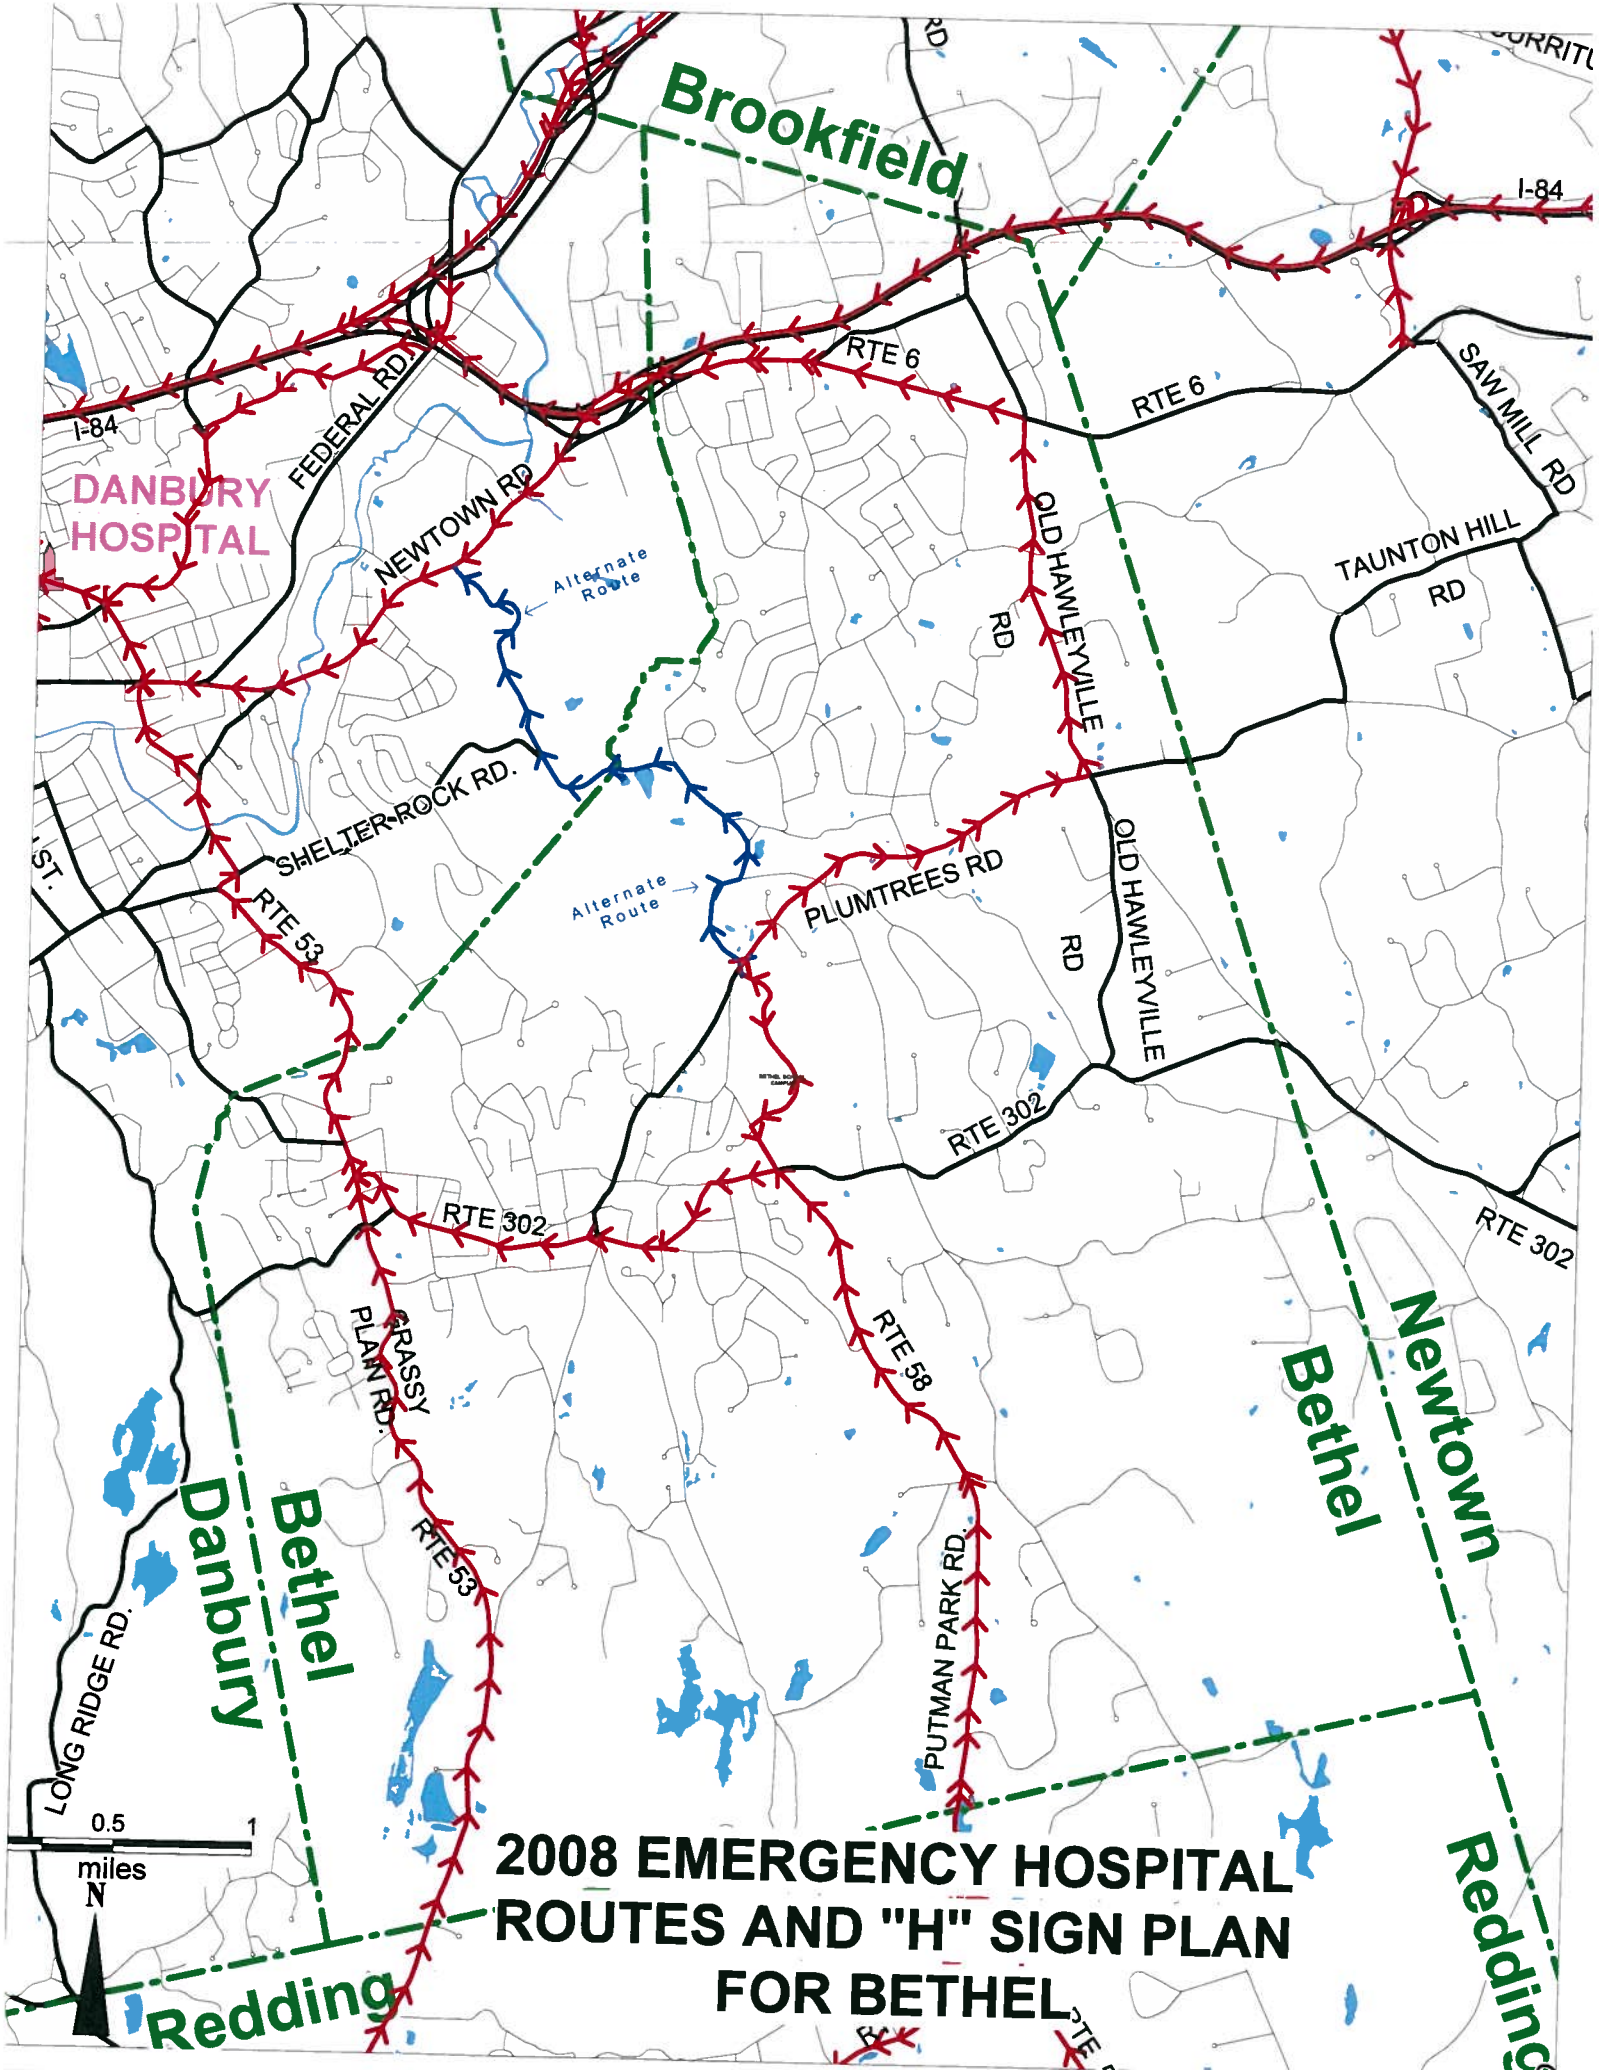 RD
Brookfield
I-84
RTE 6
RTE 6
I-84
FEDERAL RD.
SAW MILL RD
DANBURY
HOSPITAL
NEWTOWN RD
Alternate
Route
OLD HAWLEYVILLE
RD
TAUNTON HILL
RD
SHELTER ROCK RD.
ST.
RTE 53
Alternate
Route
PLUMTREES RD
OLD HAWLEYVILLE
RD
RTE 302
RTE 302
RTE 302
GRASSY
PLAIN RD.
RTE 58
Newtown
Bethel
Danbury
Bethel
RTE 53
PUTMAN PARK RD.
LONG RIDGE RD.
0.5 1
miles
N
2008 EMERGENCY HOSPITAL
ROUTES AND "H" SIGN PLAN
FOR BETHEL
Redding
Redding